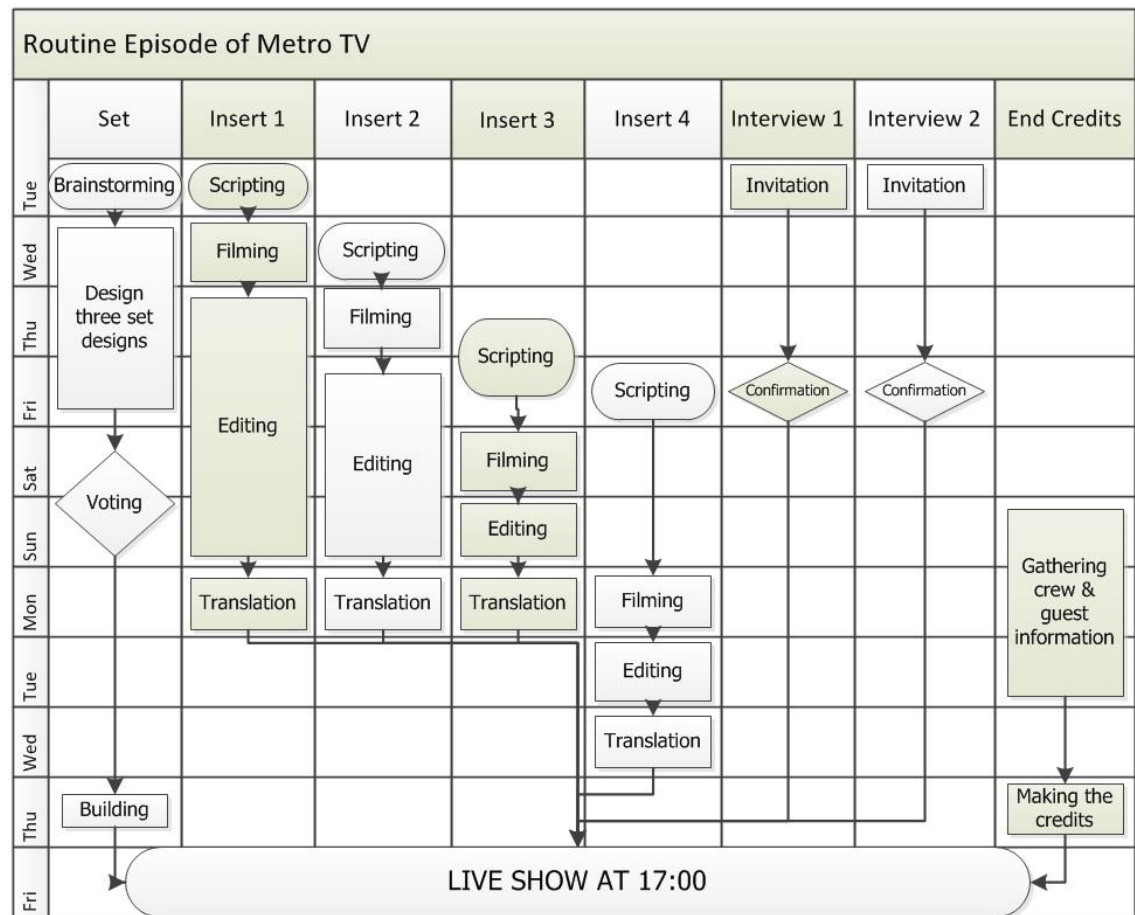 Routine Episode of Metro TV
Set
Insert 1
Insert 2
Insert 3
Insert 4
Interview 1
Interview 2
End Credits
Tue
Brainstorming
Scripting
Invitation
Invitation
Wed
Design
three set
designs
Filming
Scripting
Thu
Editing
Filming
Scripting
Fri
Editing
Scripting
Confirmation
Confirmation
Sat
Voting
Filming
Sun
Editing
Gathering
crew &
guest
information
Mon
Translation
Translation
Translation
Filming
Tue
Editing
Wed
Translation
Thu
Building
Making the
credits
Fri
LIVE SHOW AT 17:00